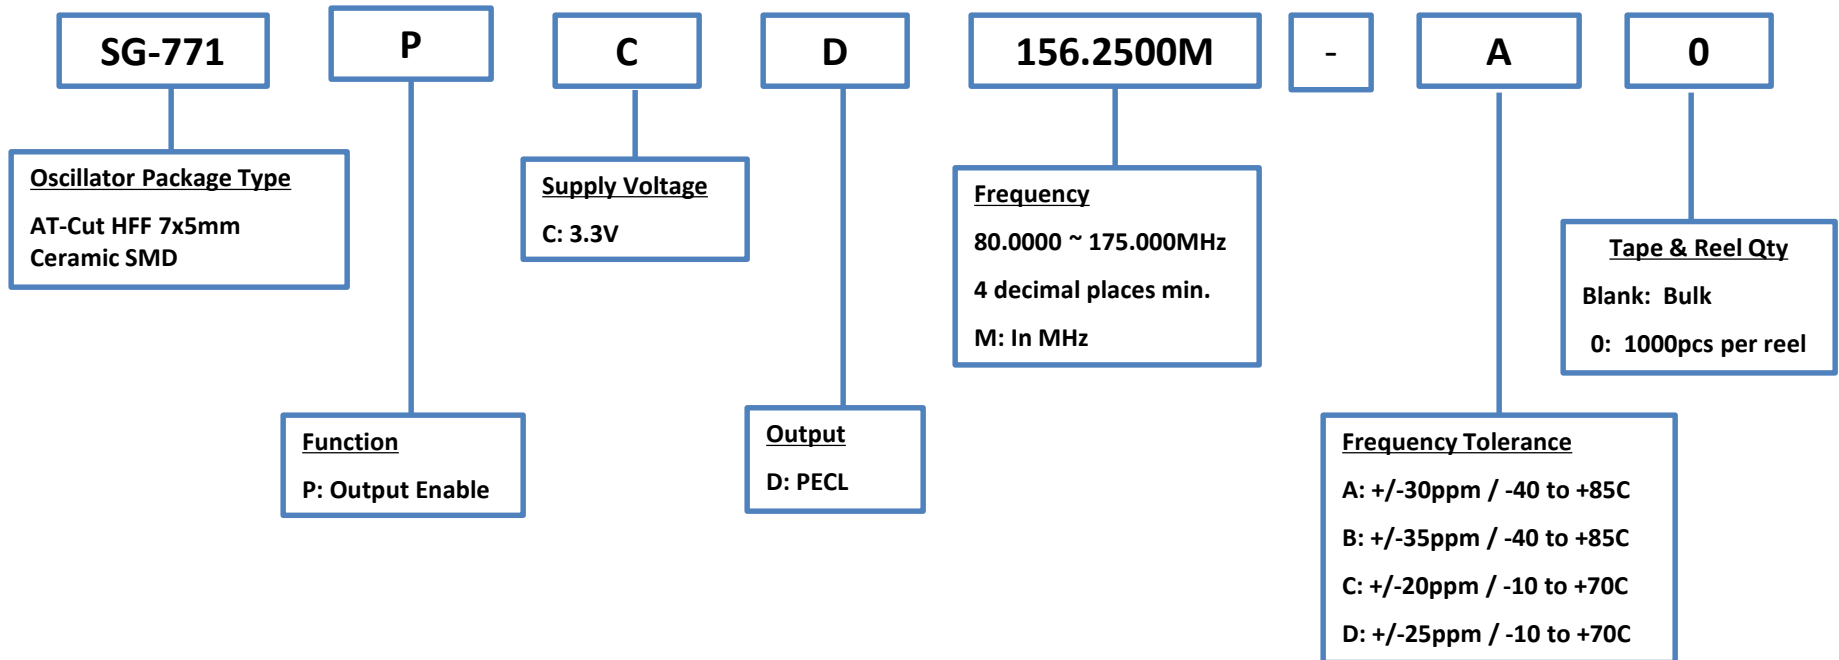 SG-771
P
C
D
156.2500M
-
A
0
Oscillator Package Type
AT-Cut HFF 7x5mm
Ceramic SMD
Supply Voltage
C: 3.3V
Frequency
80.0000 ~ 175.000MHz
4 decimal places min.
M: In MHz
Tape & Reel Qty
Blank: Bulk
0: 1000pcs per reel
Function
P: Output Enable
Output
D: PECL
Frequency Tolerance
A: +/-30ppm / -40 to +85C
B: +/-35ppm / -40 to +85C
C: +/-20ppm / -10 to +70C
D: +/-25ppm / -10 to +70C